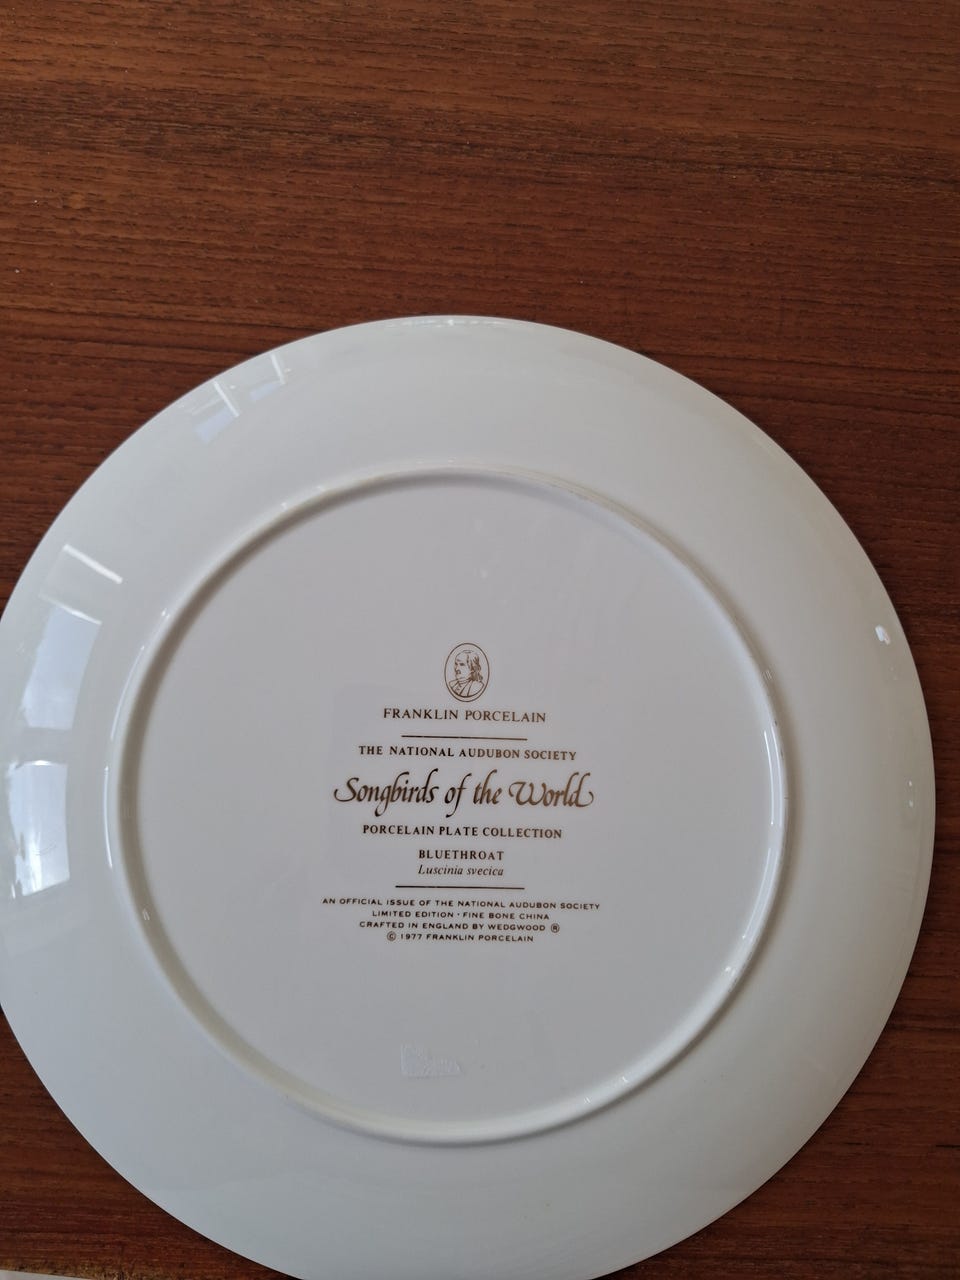 FRANKLIN PORCELAIN
THE NATIONAL AUDUBON SOCIETY
Songbirds of the World
PORCELAIN PLATE COLLECTION
BLUETHROAT
Luscinia svecica
AN OFFICIAL ISSUE OF THE NATIONAL AUDUBON SOCIETY
LIMITED EDITION · FINE BONE CHINA
CRAFTED IN ENGLAND BY WEDGWOOD ®
© 1977 FRANKLIN PORCELAIN